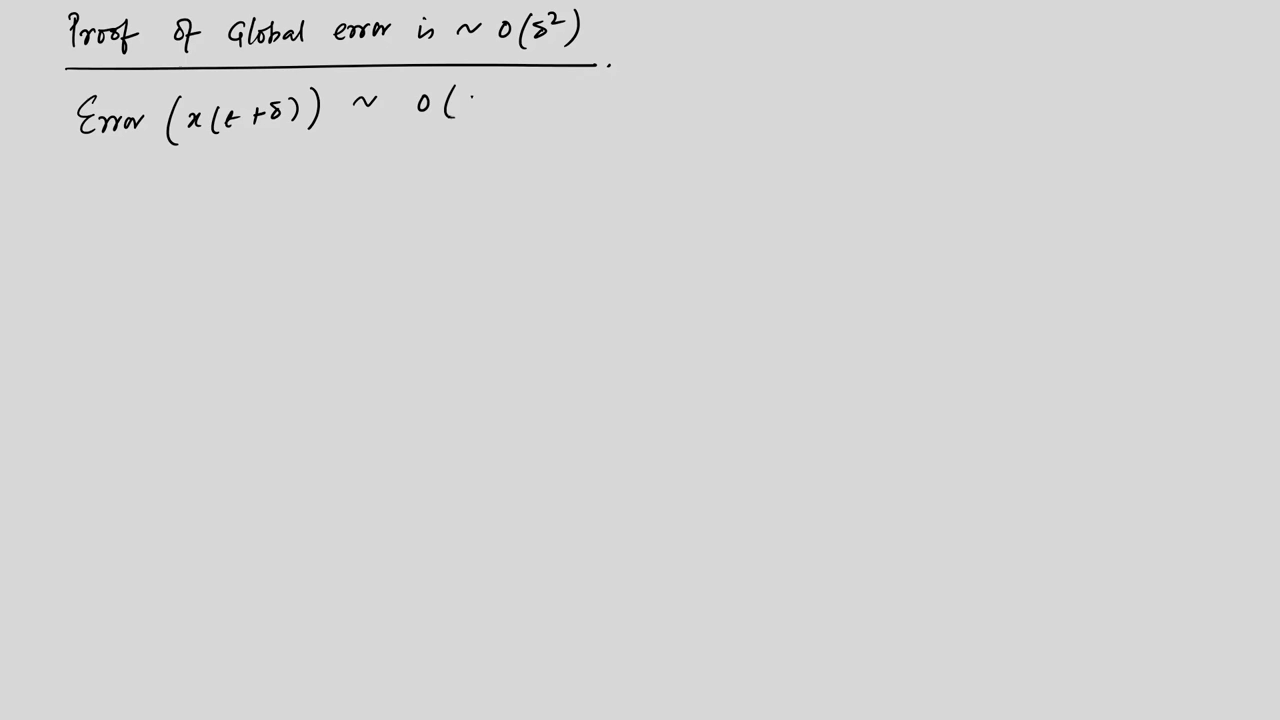 Proof of Global error is ~ O(δ²)
Error (x(t+δ)) ~ O(